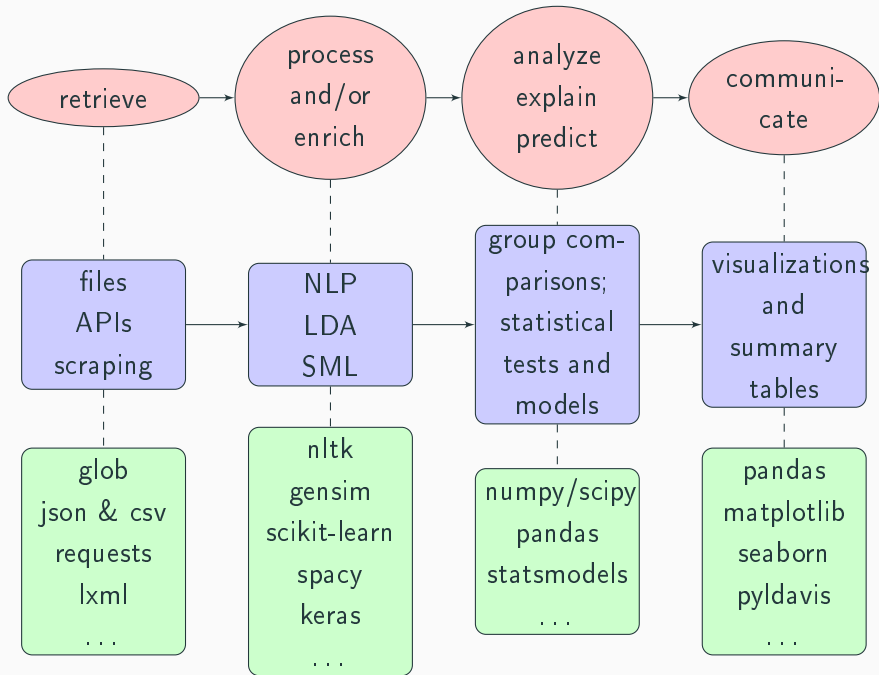 retrieve
process
and/or
enrich
analyze
explain
predict
communi-
cate
files
APIs
scraping
NLP
LDA
SML
group com-
parisons;
statistical
tests and
models
visualizations
and
summary
tables
glob
json & csv
requests
lxml
...
nltk
gensim
scikit-learn
spacy
keras
...
numpy/scipy
pandas
statsmodels
...
pandas
matplotlib
seaborn
pyldavis
...